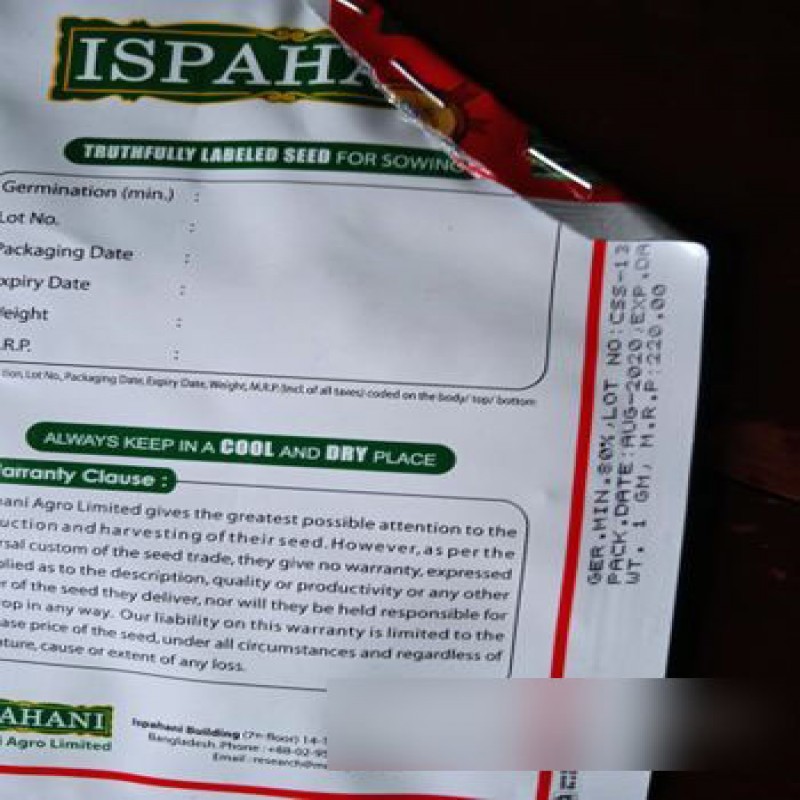 ISPAHA
TRUTHFULLY LABELED SEED FOR SOWING
Germination (min.) :
Lot No. :
Packaging Date :
xpiry Date :
eight :
.R.P. :
tion, Lot No., Packaging Date, Expiry Date, Weight, M.R.P. (incl. of all taxes) coded on the body/ top/ bottom
ALWAYS KEEP IN A COOL AND DRY PLACE
arranty Clause :
hani Agro Limited gives the greatest possible attention to the
uction and harvesting of their seed. However, as per the
rsal custom of the seed trade, they give no warranty, expressed
plied as to the description, quality or productivity or any other
r of the seed they deliver, nor will they be held responsible for
op in any way. Our liability on this warranty is limited to the
ase price of the seed, under all circumstances and regardless of
ature, cause or extent of any loss.
AHANI
i Agro Limited
Ispahani Building (7th floor) 14-
Bangladesh. Phone : +88-02-95
Email : research@
GER.MIN.80%,LOT NO:CSS-13
PACK.DATE:AUG-2020,EXP.DA
WT. 1 GM, M.R.P:220.00